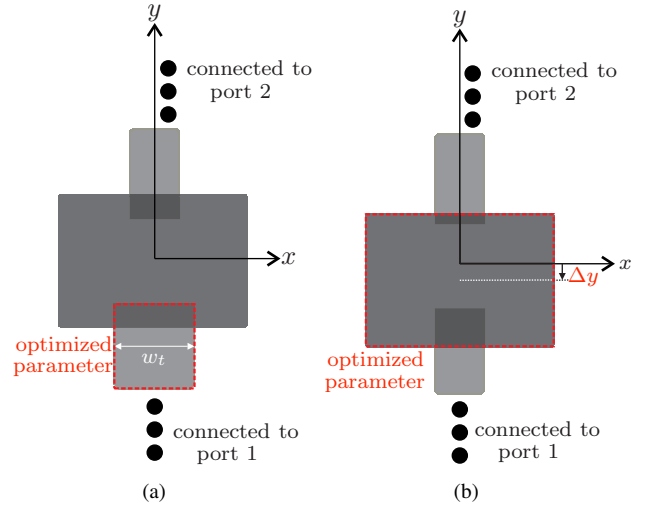 y
connected to
port 2
x
optimized
parameter
w_t
connected to
port 1
(a)
y
connected to
port 2
x
Δy
optimized
parameter
connected to
port 1
(b)